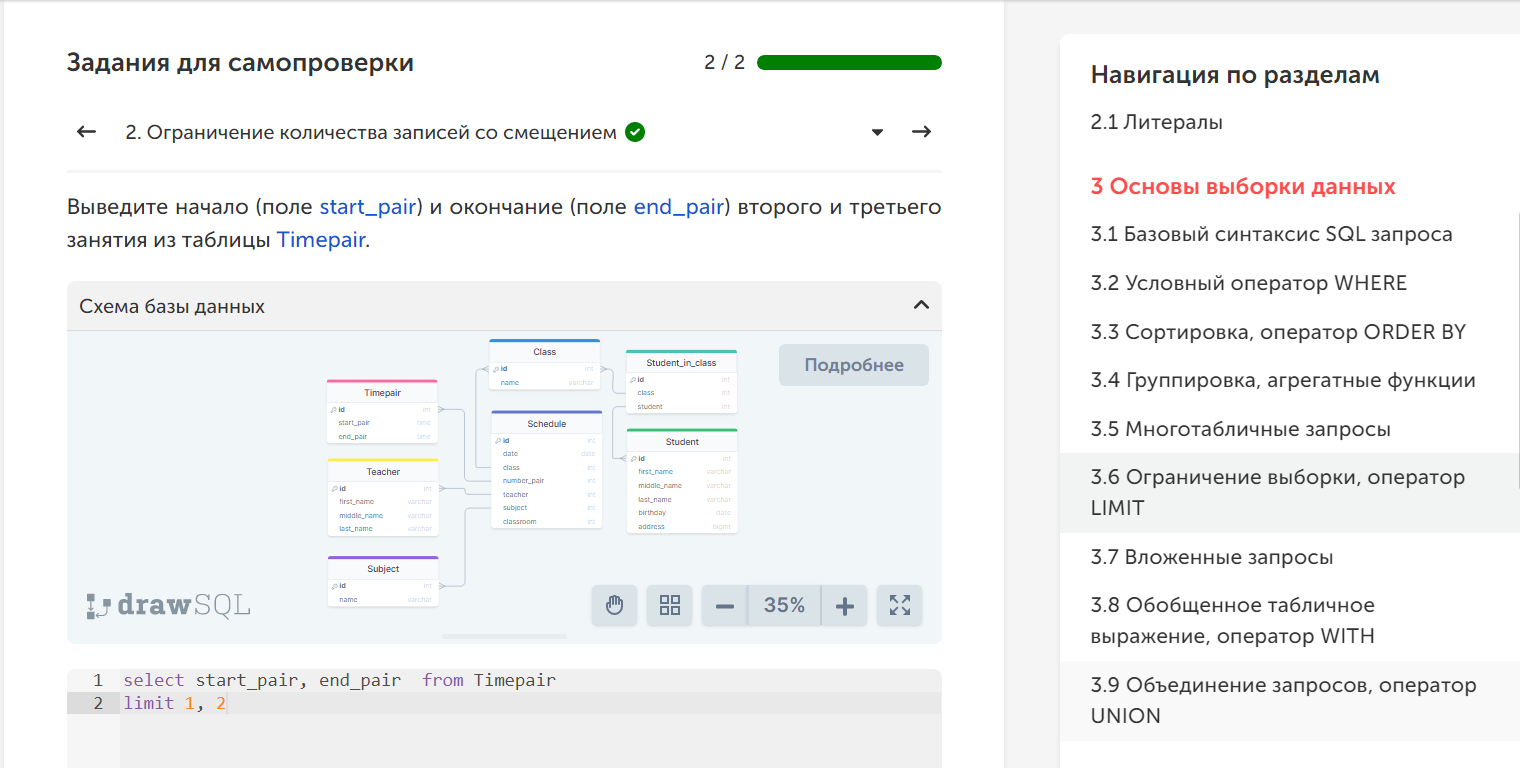 Задания для самопроверки
2 / 2
2. Ограничение количества записей со смещением
Выведите начало (поле start_pair) и окончание (поле end_pair) второго и третьего
занятия из таблицы Timepair.
Схема базы данных
Подробнее
Class
id int
name varchar
Student_in_class
id int
class int
student int
Timepair
id int
start_pair time
end_pair time
Schedule
id int
date date
class int
number_pair int
teacher int
subject int
classroom int
Student
id int
first_name varchar
middle_name varchar
last_name varchar
birthday date
address bigint
Teacher
id int
first_name varchar
middle_name varchar
last_name varchar
Subject
id int
name varchar
drawSQL
35%
1 select start_pair, end_pair  from Timepair
2 limit 1, 2
Навигация по разделам
2.1 Литералы
3 Основы выборки данных
3.1 Базовый синтаксис SQL запроса
3.2 Условный оператор WHERE
3.3 Сортировка, оператор ORDER BY
3.4 Группировка, агрегатные функции
3.5 Многотабличные запросы
3.6 Ограничение выборки, оператор
LIMIT
3.7 Вложенные запросы
3.8 Обобщенное табличное
выражение, оператор WITH
3.9 Объединение запросов, оператор
UNION